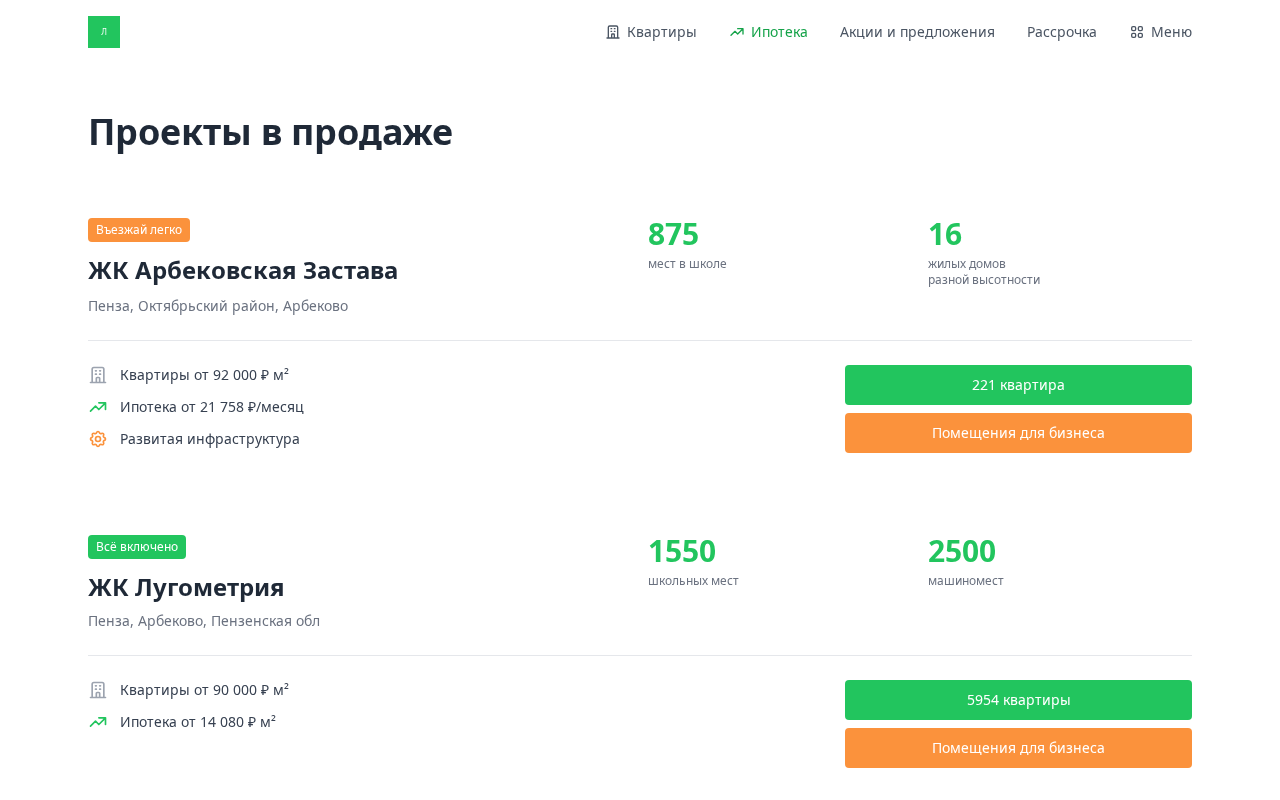 Л
Квартиры
Ипотека
Акции и предложения
Рассрочка
Меню
Проекты в продаже
Въезжай легко
ЖК Арбековская Застава
Пенза, Октябрьский район, Арбеково
875
мест в школе
16
жилых домов
разной высотности
Квартиры от 92 000 ₽ м²
Ипотека от 21 758 ₽/месяц
Развитая инфраструктура
221 квартира
Помещения для бизнеса
Всё включено
ЖК Лугометрия
Пенза, Арбеково, Пензенская обл
1550
школьных мест
2500
машиномест
Квартиры от 90 000 ₽ м²
Ипотека от 14 080 ₽ м²
5954 квартиры
Помещения для бизнеса